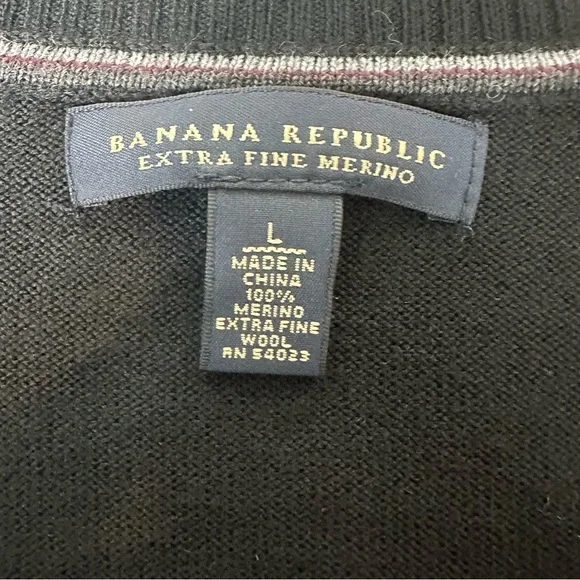 BANANA REPUBLIC
EXTRA FINE MERINO
L
MADE IN
CHINA
100%
MERINO
EXTRA FINE
WOOL
RN 54023